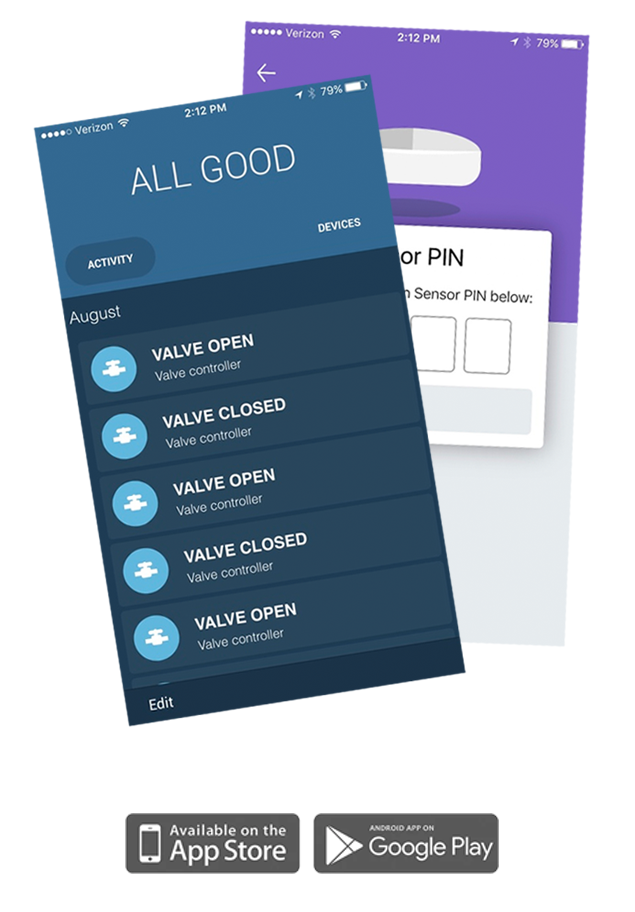 Verizon 2:12 PM 79%
Verizon 2:12 PM 79%
ALL GOOD
ACTIVITY DEVICES
August
VALVE OPEN
Valve controller
VALVE CLOSED
Valve controller
VALVE OPEN
Valve controller
VALVE CLOSED
Valve controller
VALVE OPEN
Valve controller
Edit
PIN
Sensor PIN below:
Available on the
App Store
ANDROID APP ON
Google Play